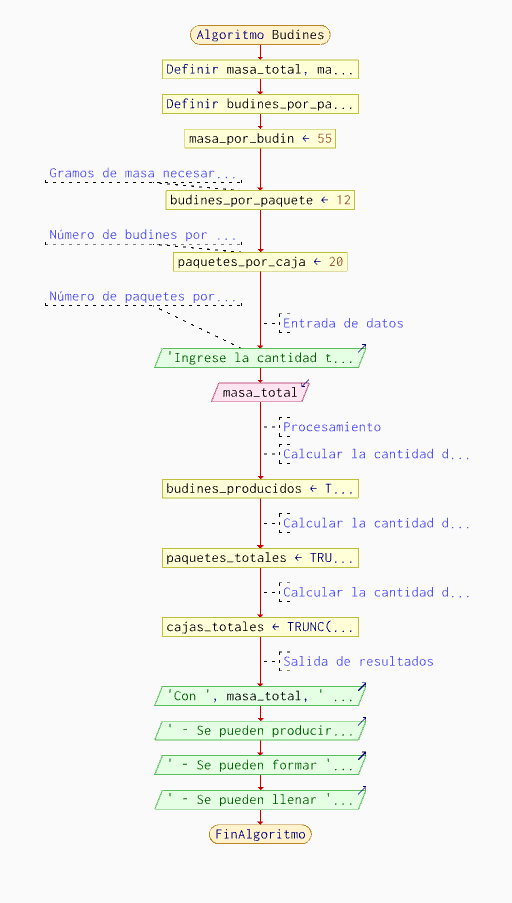 Algoritmo Budines
Definir masa_total, ma...
Definir budines_por_pa...
masa_por_budin ← 55
Gramos de masa necesar...
budines_por_paquete ← 12
Número de budines por ...
paquetes_por_caja ← 20
Número de paquetes por...
Entrada de datos
'Ingrese la cantidad t...
masa_total
Procesamiento
Calcular la cantidad d...
budines_producidos ← T...
Calcular la cantidad d...
paquetes_totales ← TRU...
Calcular la cantidad d...
cajas_totales ← TRUNC(...
Salida de resultados
'Con ', masa_total, ' ...
' - Se pueden producir...
' - Se pueden formar '...
' - Se pueden llenar '...
FinAlgoritmo